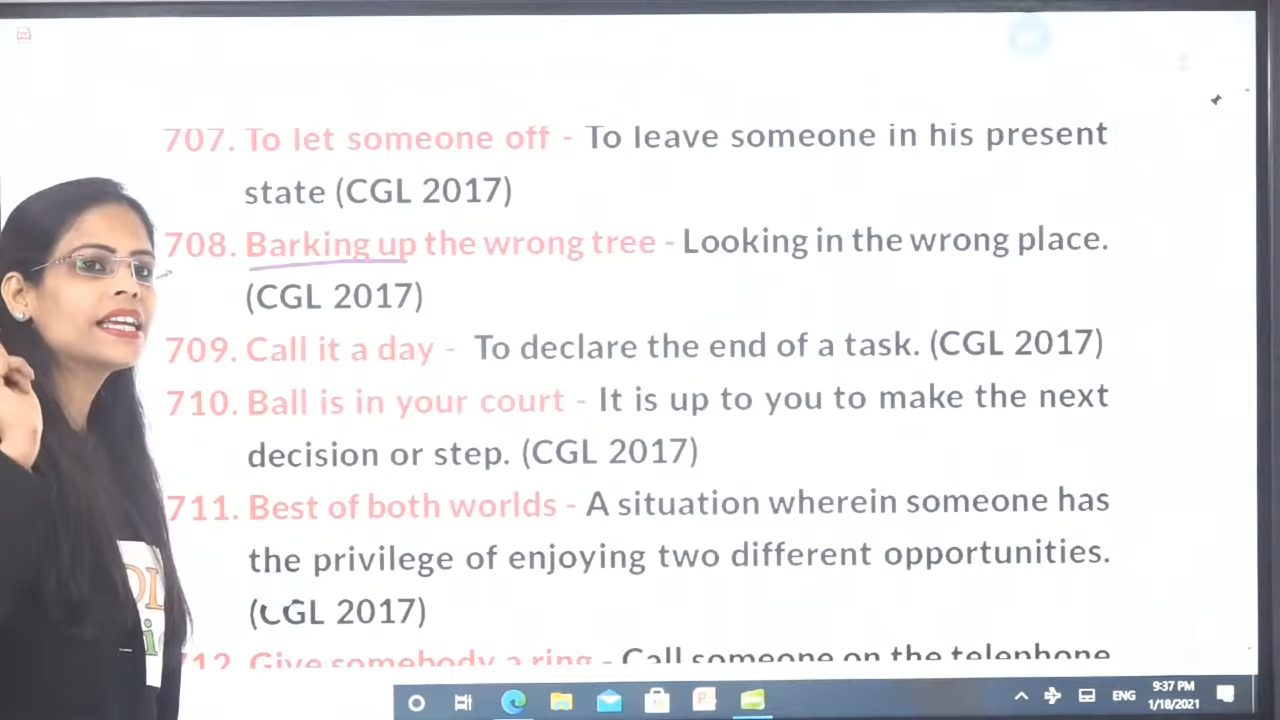 707. To let someone off - To leave someone in his present
state (CGL 2017)
708. Barking up the wrong tree - Looking in the wrong place.
(CGL 2017)
709. Call it a day - To declare the end of a task. (CGL 2017)
710. Ball is in your court - It is up to you to make the next
decision or step. (CGL 2017)
711. Best of both worlds - A situation wherein someone has
the privilege of enjoying two different opportunities.
(CGL 2017)
712. Give somebody a ring - Call someone on the telephone
ENG
9:37 PM
1/18/2021